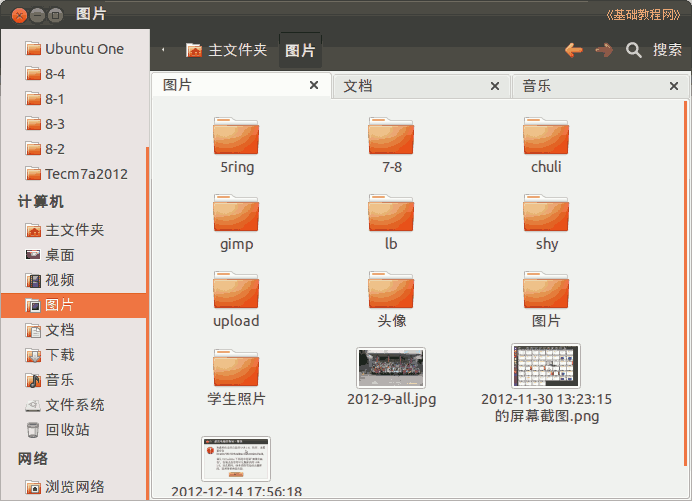 图片
《基础教程网》
主文件夹
图片
搜索
Ubuntu One
8-4
8-1
8-3
8-2
Tecm7a2012
计算机
主文件夹
桌面
视频
图片
文档
下载
音乐
文件系统
回收站
网络
浏览网络
图片
文档
音乐
5ring
7-8
chuli
gimp
lb
shy
upload
头像
图片
学生照片
2012-9-all.jpg
2012-11-30 13:23:15
的屏幕截图.png
2012-12-14 17:56:18